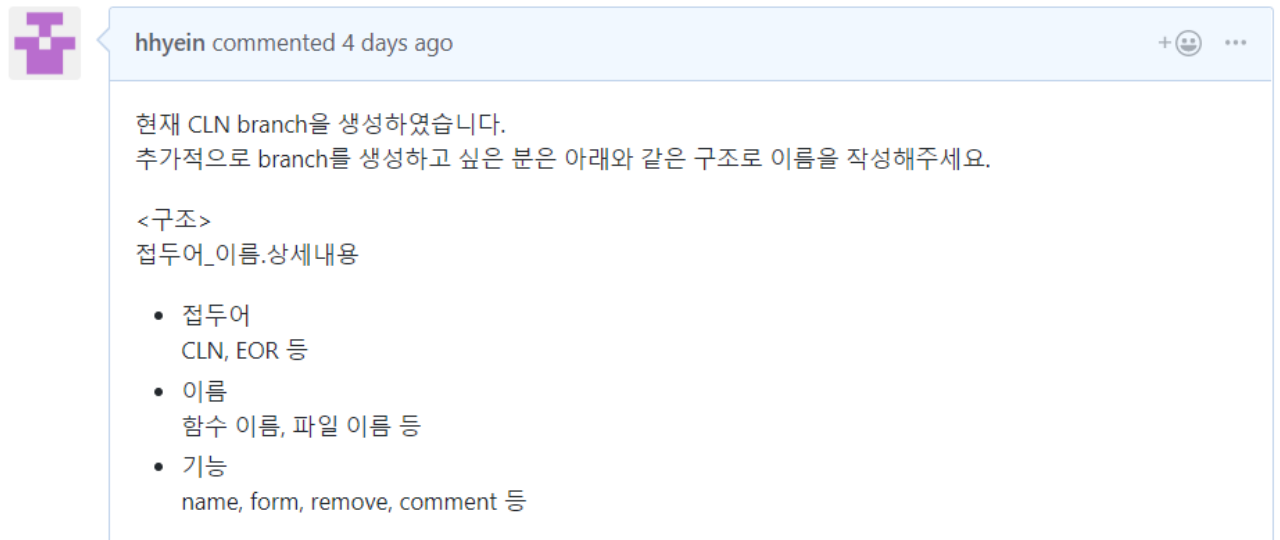 hhyein commented 4 days ago
현재 CLN branch을 생성하였습니다.
추가적으로 branch를 생성하고 싶은 분은 아래와 같은 구조로 이름을 작성해주세요.
<구조>
접두어_이름.상세내용
• 접두어
CLN, EOR 등
• 이름
함수 이름, 파일 이름 등
• 기능
name, form, remove, comment 등